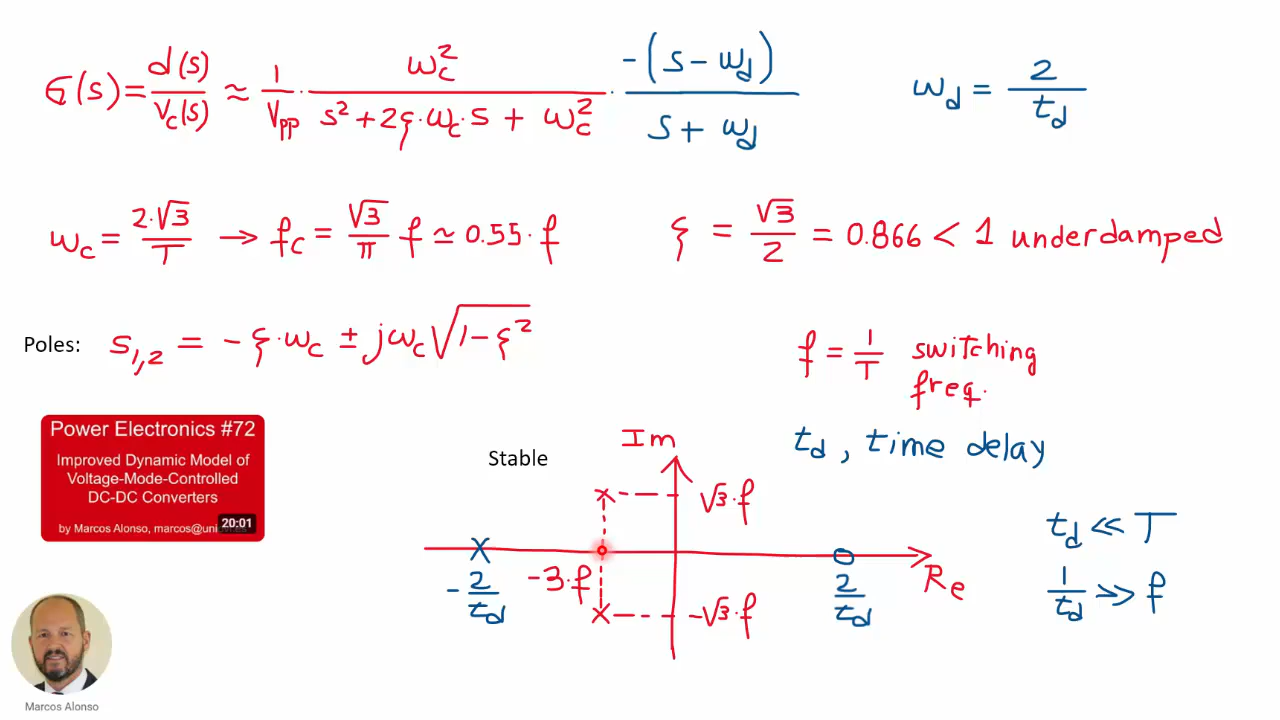 G(s) = d(s)/Vc(s) ≈ 1/Vpp · ωc²/(s² + 2ξ·ωc·s + ωc²) · -(s - ωd)/(s + ωd)
ωd = 2/td
ωc = 2·√3/T → fc = √3/π f ≃ 0.55 · f
ξ = √3/2 = 0.866 < 1 underdamped
Poles: s1,2 = - ξ·ωc ± jωc√(1-ξ²)
f = 1/T switching
freq.
td, time delay
td << T
1/td >> f
Power Electronics #72
Improved Dynamic Model of
Voltage-Mode-Controlled
DC-DC Converters
by Marcos Alonso, marcos@uni
20:01
Stable
Im
√3·f
-2/td
-3·f
2/td
Re
-√3·f
Marcos Alonso